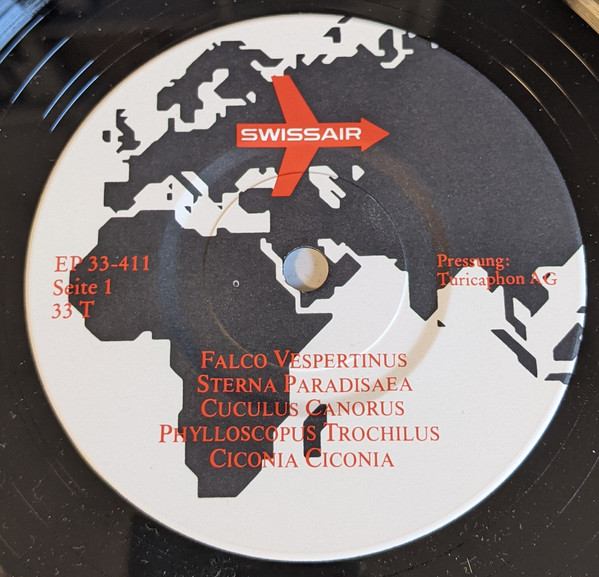 SWISSAIR
EP 33-411
Seite 1
33 T
Pressung:
Turicaphon AG
FALCO VESPERTINUS
STERNA PARADISAEA
CUCULUS CANORUS
PHYLLOSCOPUS TROCHILUS
CICONIA CICONIA